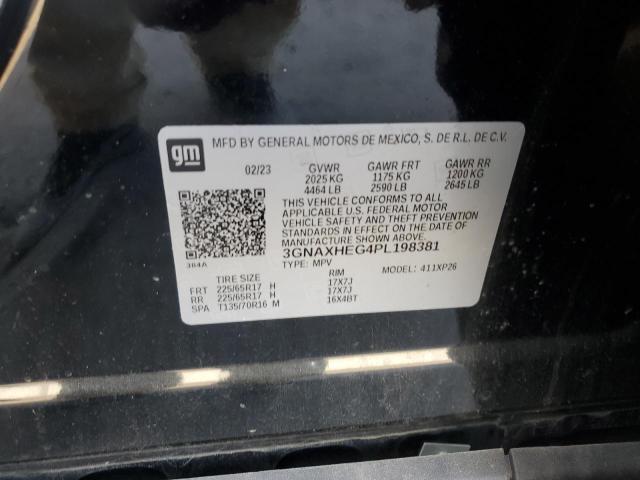 gm
MFD BY GENERAL MOTORS DE MEXICO, S. DE R.L. DE C.V.
02/23 GVWR GAWR FRT GAWR RR
2025 KG 1175 KG 1200 KG
4464 LB 2590 LB 2645 LB
THIS VEHICLE CONFORMS TO ALL
APPLICABLE U.S. FEDERAL MOTOR
VEHICLE SAFETY AND THEFT PREVENTION
STANDARDS IN EFFECT ON THE DATE OF
MANUFACTURE SHOWN ABOVE.
3GNAXHEG4PL198381
384A
TYPE: MPV MODEL: 411XP26
TIRE SIZE RIM
FRT 225/65R17 H 17X7J
RR 225/65R17 H 17X7J
SPA T135/70R16 M 16X4BT